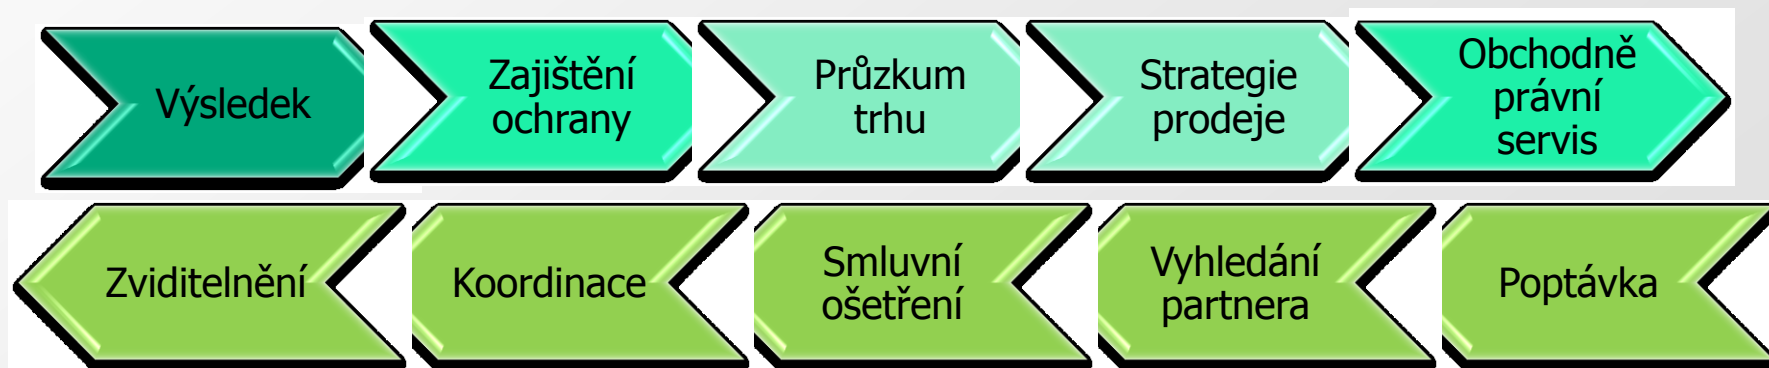 Výsledek
Zajištění
ochrany
Průzkum
trhu
Strategie
prodeje
Obchodně
právní
servis
Zviditelnění
Koordinace
Smluvní
ošetření
Vyhledání
partnera
Poptávka